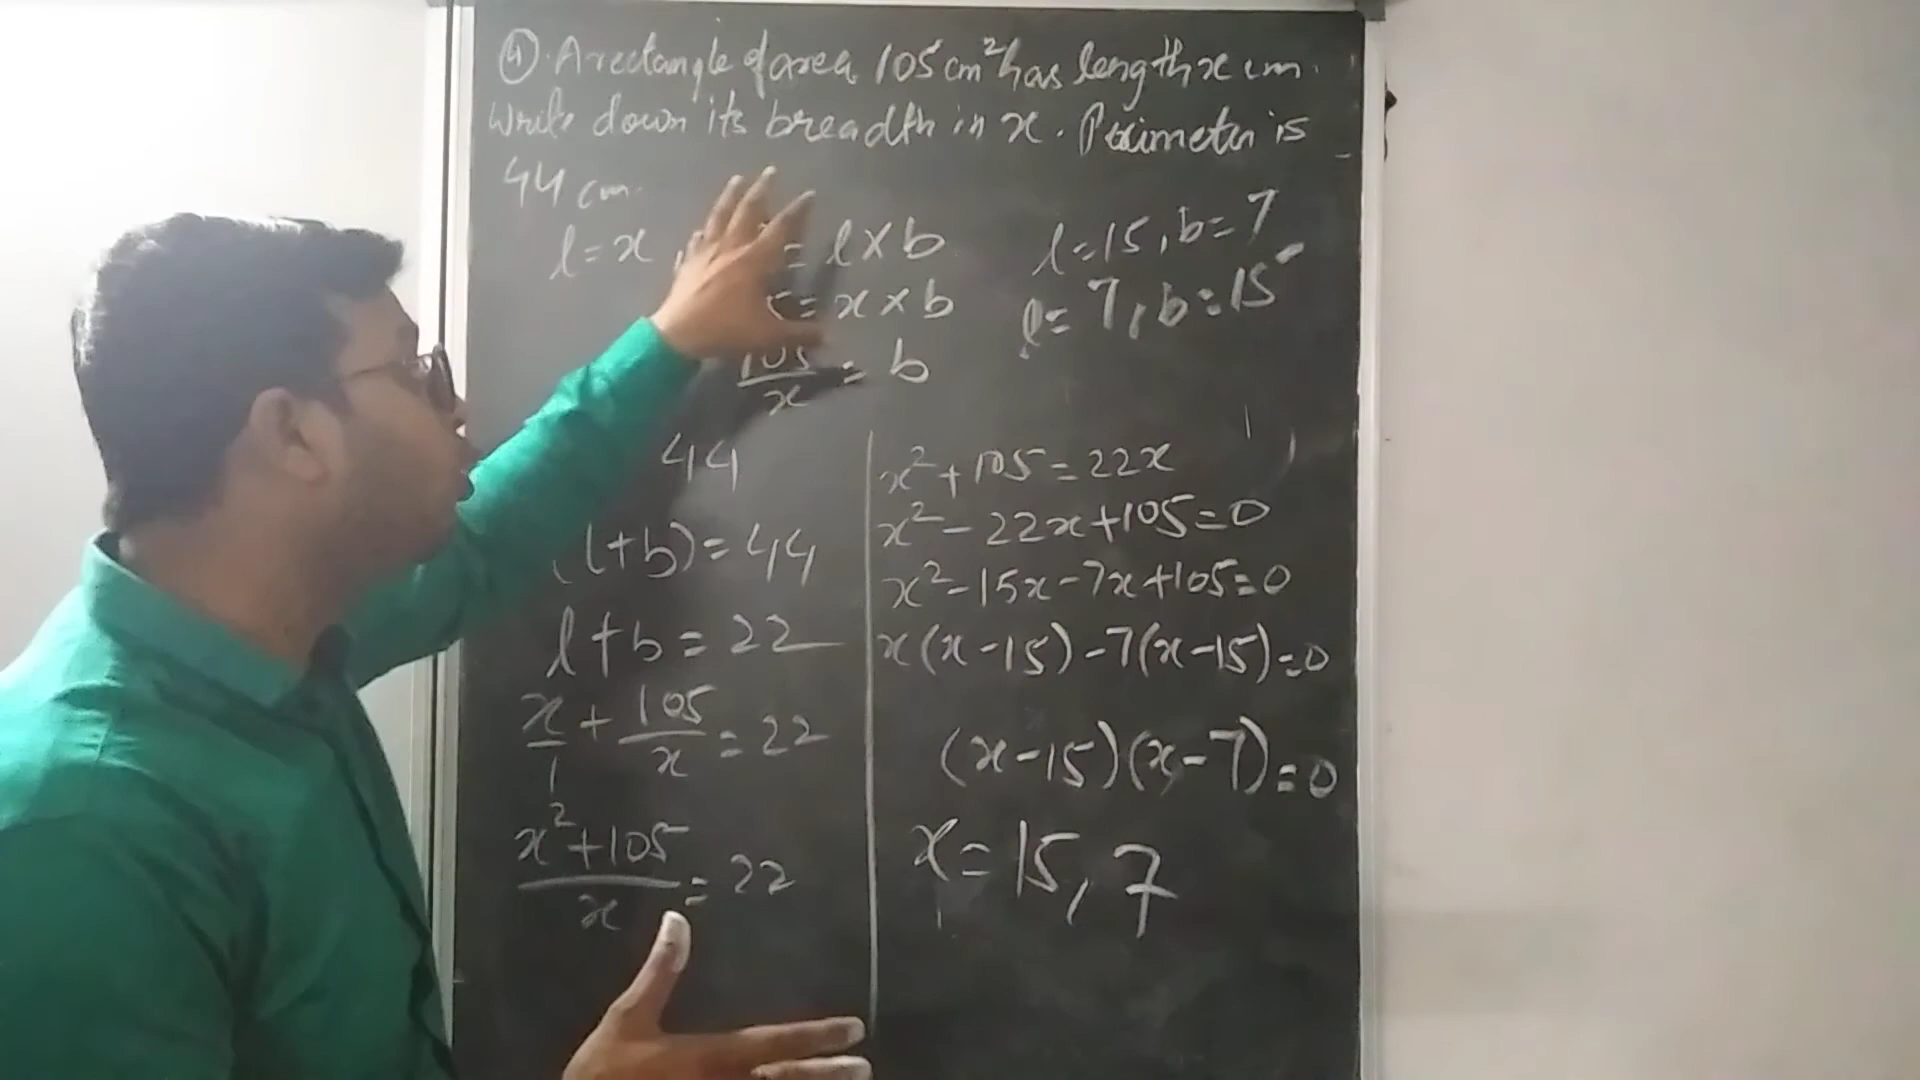 ④. A rectangle of area 105 cm² has length x cm.
Write down its breadth in x. Perimeter is
44 cm.
l = x, = l × b
= x × b
105/x = b
l = 15, b = 7
l = 7, b = 15
44
(l+b) = 44
l + b = 22
x/1 + 105/x = 22
x²+105/x = 22
x² + 105 = 22x
x² - 22x + 105 = 0
x² - 15x - 7x + 105 = 0
x(x - 15) - 7(x - 15) = 0
(x - 15)(x - 7) = 0
x = 15, 7